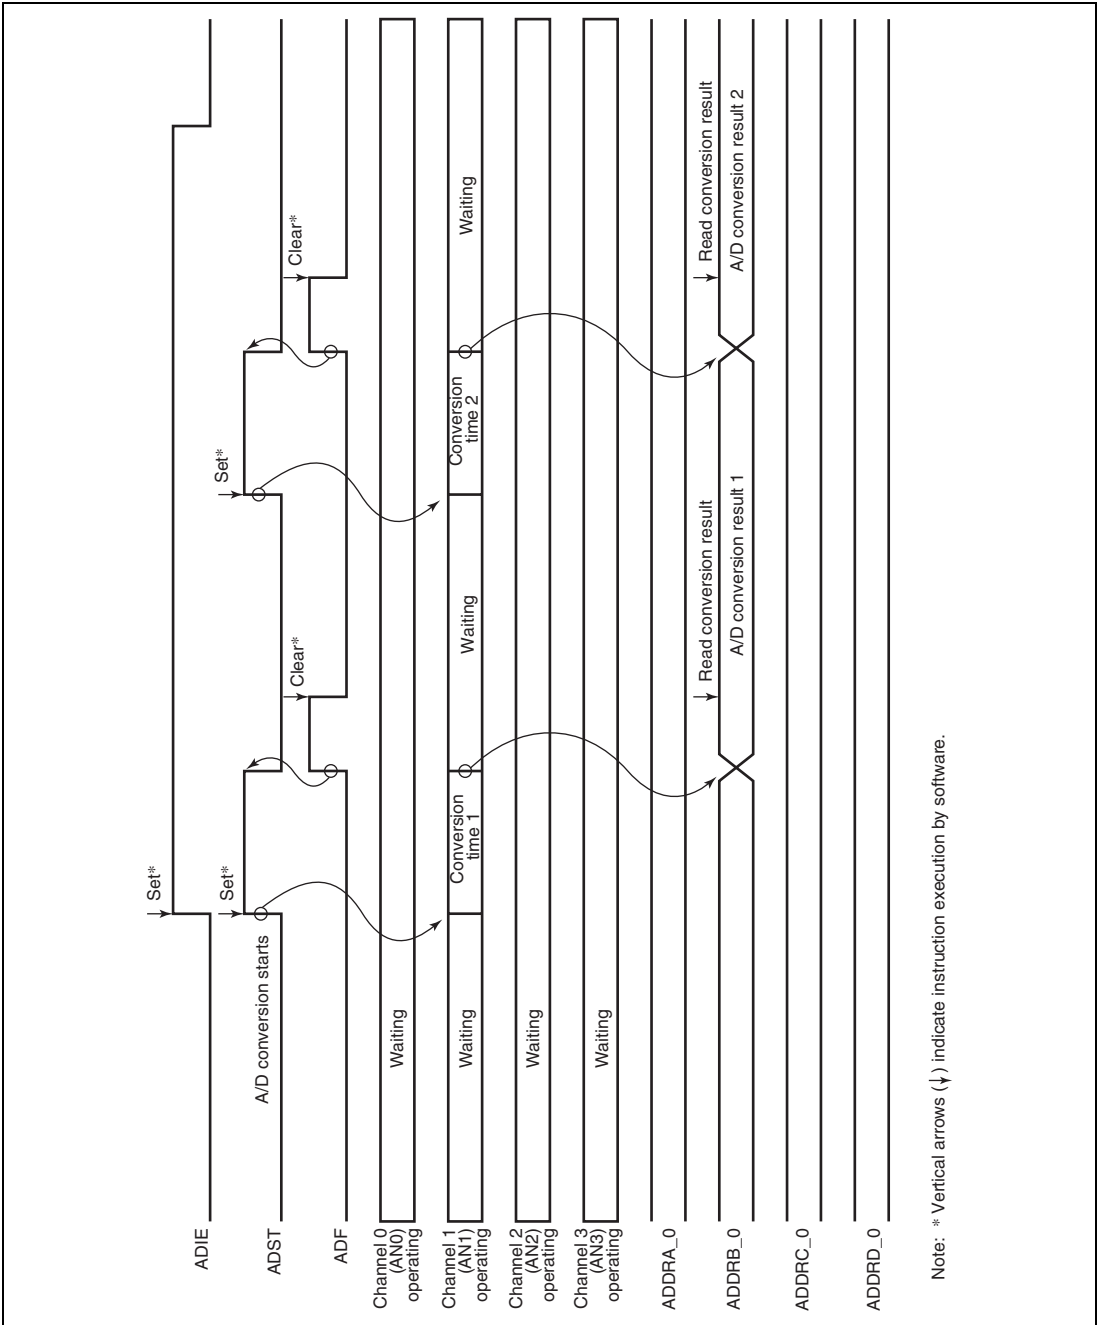 ADIE
Set*
ADST
A/D conversion starts
Set*
Set*
ADF
Clear*
Clear*
Channel 0
(AN0)
operating
Waiting
Channel 1
(AN1)
operating
Waiting
Conversion
time 1
Waiting
Conversion
time 2
Waiting
Channel 2
(AN2)
operating
Waiting
Channel 3
(AN3)
operating
Waiting
ADDRA_0
Read conversion result
Read conversion result
ADDRB_0
A/D conversion result 1
A/D conversion result 2
ADDRC_0
ADDRD_0
Note: * Vertical arrows (↓) indicate instruction execution by software.